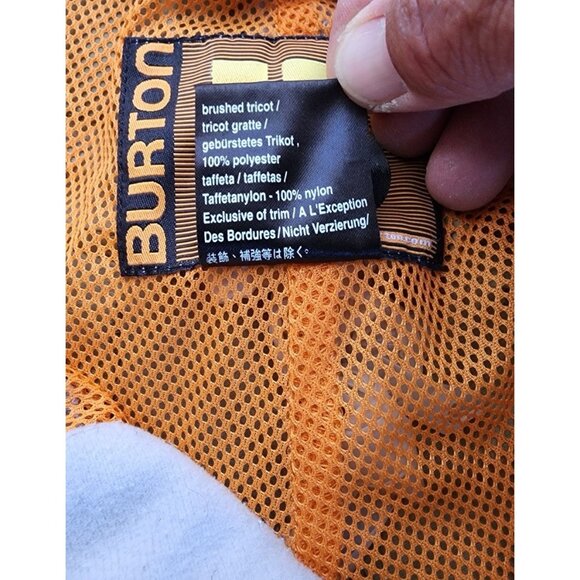 BURTON
brushed tricot /
tricot gratte /
gebürstetes Trikot ,
100% polyester
taffeta / taffetas /
Taffetanylon - 100% nylon
Exclusive of trim / A L'Exception
Des Bordures / Nicht Verzierung/
装飾、補強等は除く。